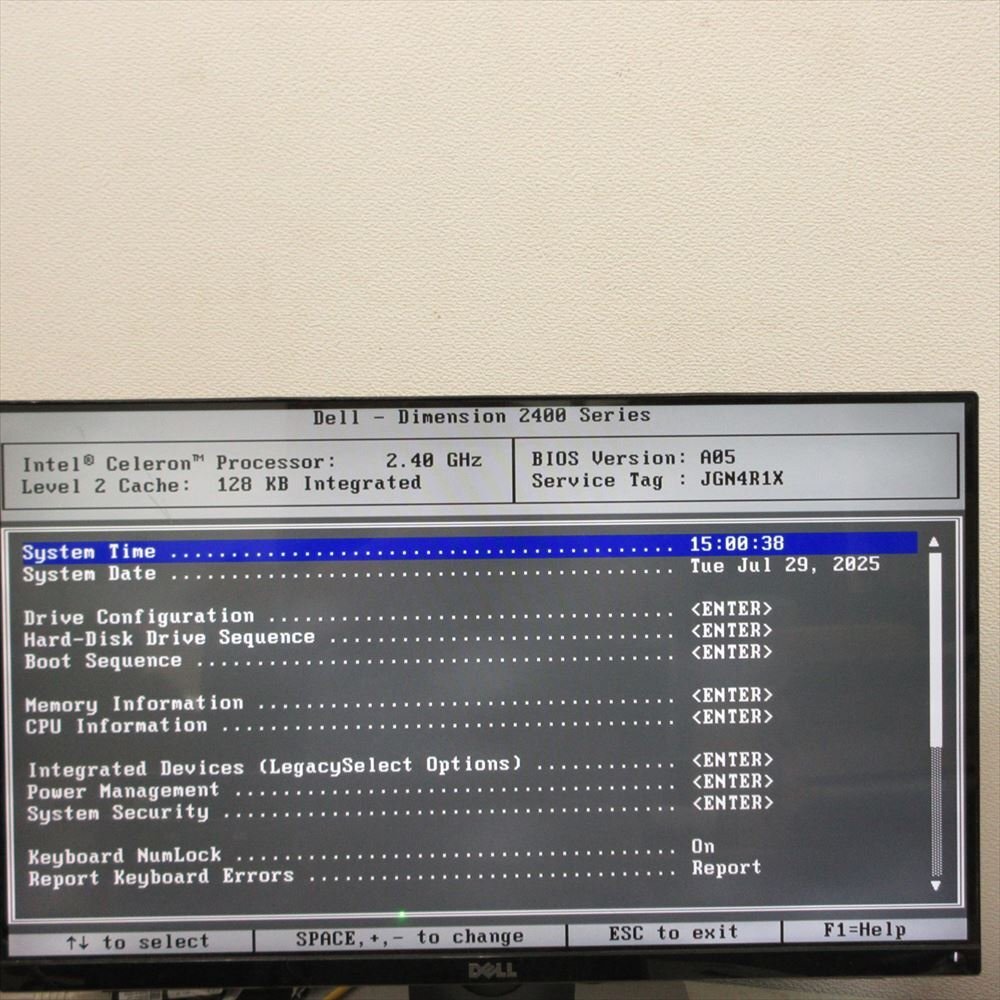 Dell - Dimension 2400 Series
Intel® Celeron™ Processor: 2.40 GHz
Level 2 Cache: 128 KB Integrated
BIOS Version: A05
Service Tag : JGN4R1X
System Time .......................................... 15:00:38
System Date .......................................... Tue Jul 29, 2025
Drive Configuration .................................. <ENTER>
Hard-Disk Drive Sequence ............................. <ENTER>
Boot Sequence ........................................ <ENTER>
Memory Information ................................... <ENTER>
CPU Information ...................................... <ENTER>
Integrated Devices (LegacySelect Options) ............ <ENTER>
Power Management ..................................... <ENTER>
System Security ...................................... <ENTER>
Keyboard NumLock ..................................... On
Report Keyboard Errors ............................... Report
↑↓ to select
SPACE,+,- to change
ESC to exit
F1=Help
DELL